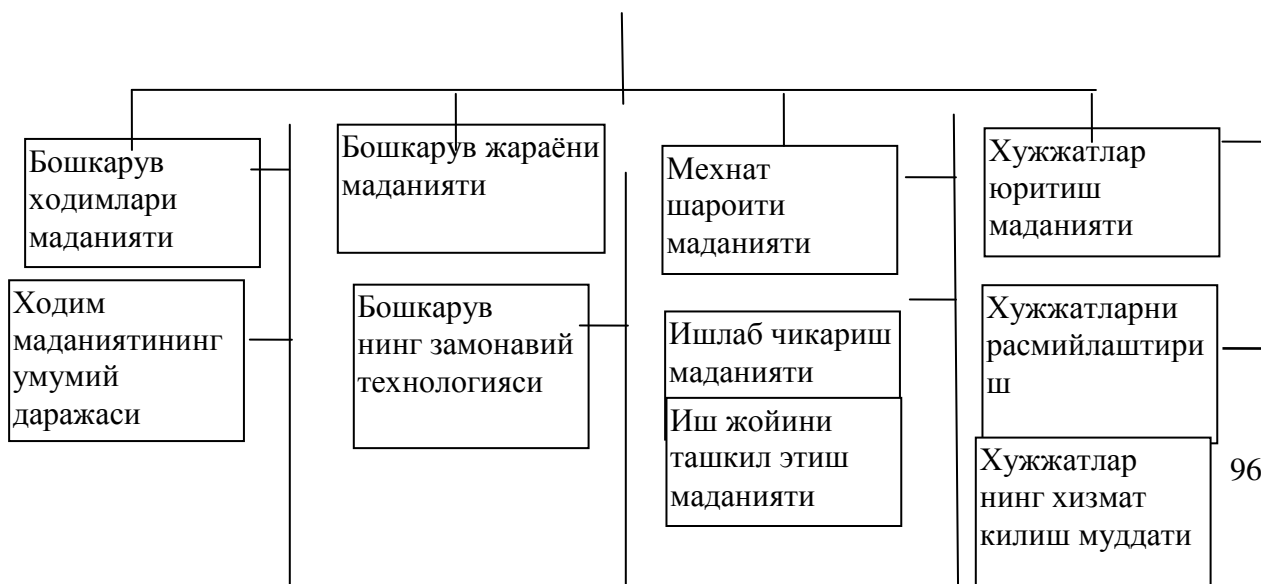 Бошкарув
ходимлари
маданияти
Бошкарув жараёни
маданияти
Мехнат
шароити
маданияти
Хужжатлар
юритиш
маданияти
Ходим
маданиятининг
умумий
даражаси
Бошкарув
нинг замонавий
технологияси
Ишлаб чикариш
маданияти
Иш жойини
ташкил этиш
маданияти
Хужжатларни
расмийлаштири
ш
Хужжатлар
нинг хизмат
килиш муддати
96